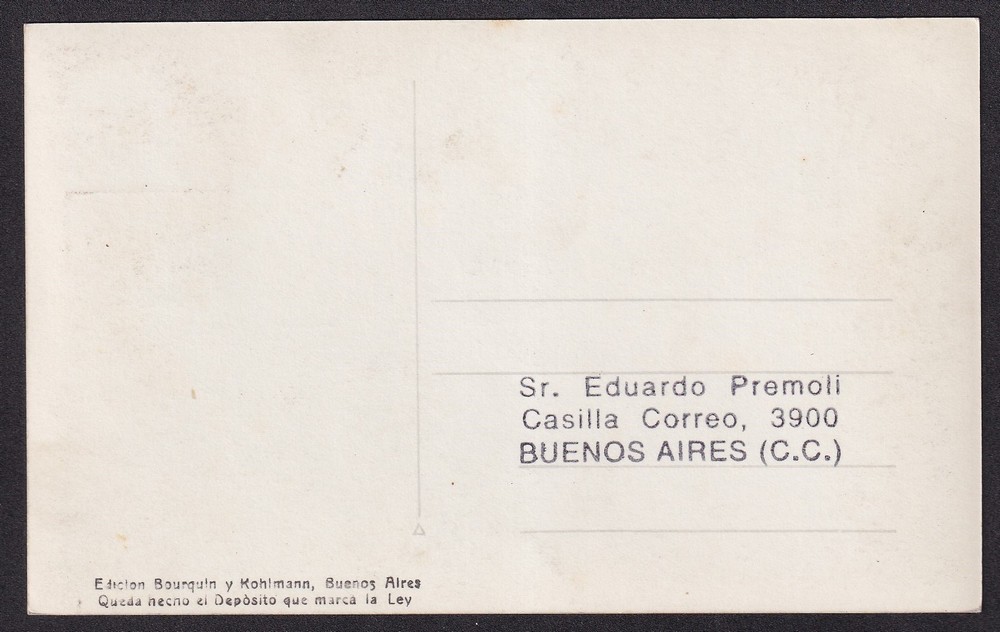 Sr. Eduardo Premoli
Casilla Correo, 3900
BUENOS AIRES (C.C.)
Edicion Bourquin y Kohlmann, Buenos Aires
Queda hecho el Depòsito que marca la Ley